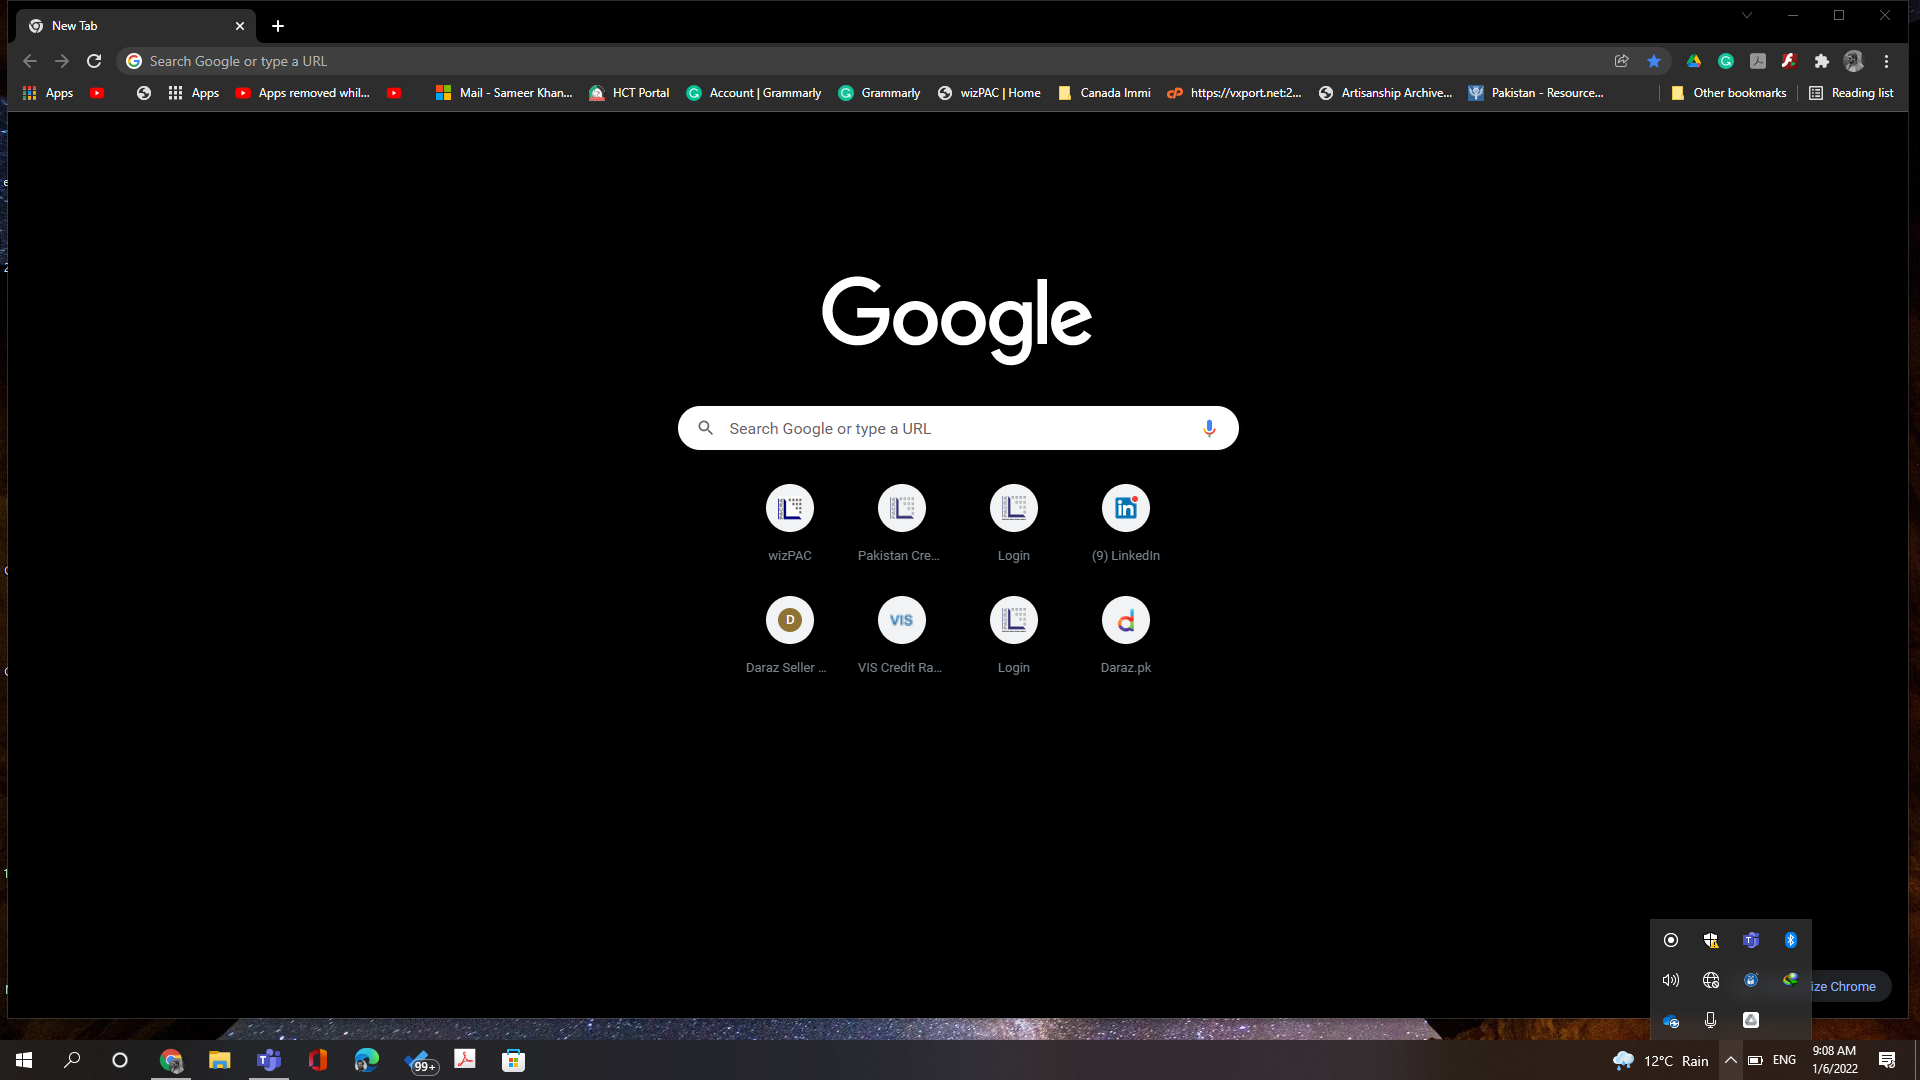 New Tab
Search Google or type a URL
Apps
Apps
Apps removed whil...
Mail - Sameer Khan...
HCT Portal
Account | Grammarly
Grammarly
wizPAC | Home
Canada Immi
https://vxport.net:2...
Artisanship Archive...
Pakistan - Resource...
Other bookmarks
Reading list
Google
Search Google or type a URL
wizPAC
Pakistan Cre...
Login
(9) LinkedIn
D
VIS
Daraz Seller ...
VIS Credit Ra...
Login
Daraz.pk
ize Chrome
99+
12°C Rain
ENG
9:08 AM
1/6/2022